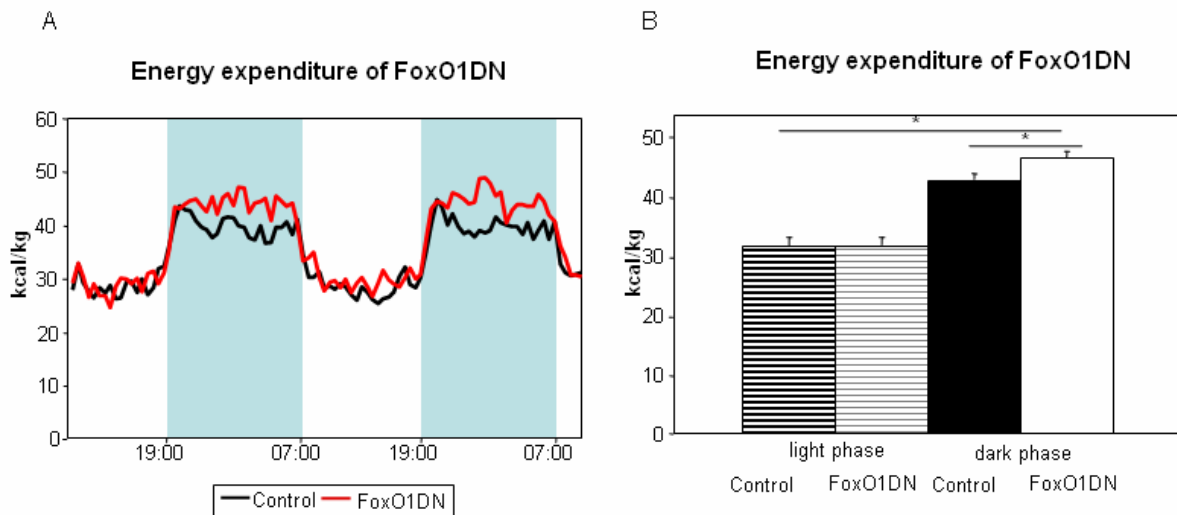 A
Energy expenditure of FoxO1DN
kcal/kg
60
50
40
30
20
10
0
19:00 07:00 19:00 07:00
Control FoxO1DN
B
Energy expenditure of FoxO1DN
kcal/kg
50
40
30
20
10
0
*
*
light phase dark phase
Control FoxO1DN Control FoxO1DN